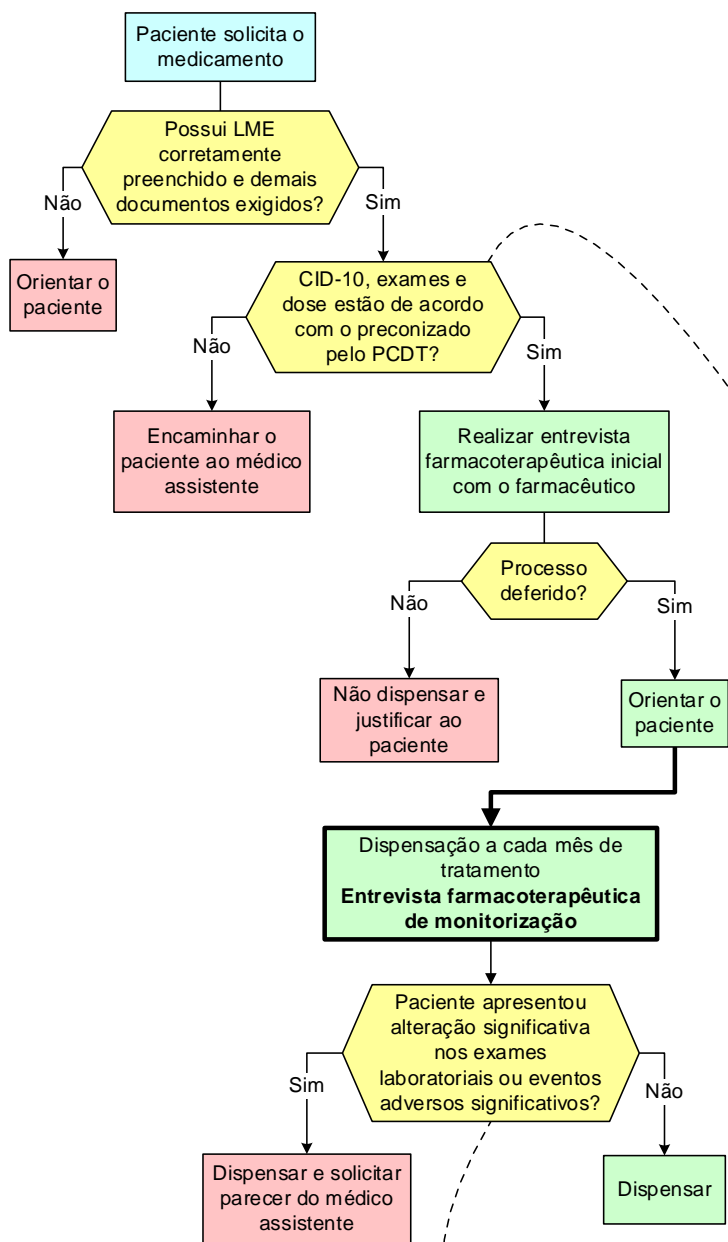 Paciente solicita o
medicamento
Possui LME
corretamente
preenchido e demais
documentos exigidos?
Não
Sim
Orientar o
paciente
CID-10, exames e
dose estão de acordo
com o preconizado
pelo PCDT?
Não
Sim
Encaminhar o
paciente ao médico
assistente
Realizar entrevista
farmacoterapêutica inicial
com o farmacêutico
Processo
deferido?
Não
Sim
Não dispensar e
justificar ao
paciente
Orientar o
paciente
Dispensação a cada mês de
tratamento
Entrevista farmacoterapêutica
de monitorização
Paciente apresentou
alteração significativa
nos exames
laboratoriais ou eventos
adversos significativos?
Sim
Não
Dispensar e solicitar
parecer do médico
assistente
Dispensar